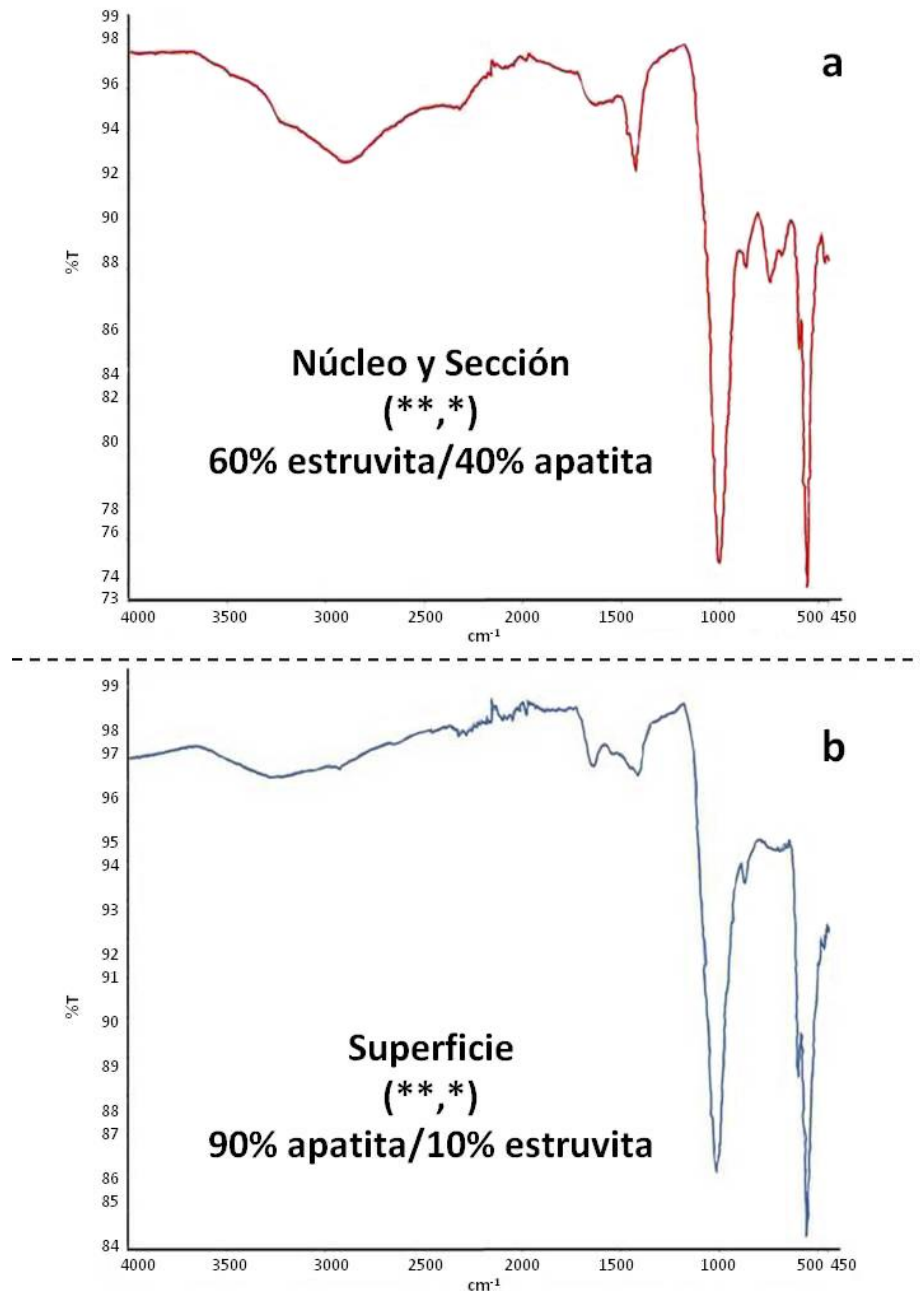 99
98
96
94
92
90
88
86
84
82
80
78
76
74
73
%T
a
Núcleo y Sección
(**,*)
60% estruvita/40% apatita
4000 3500 3000 2500 2000 1500 1000 500 450
cm-1
99
98
97
96
95
94
93
92
91
90
89
88
87
86
85
84
%T
b
Superficie
(**,*)
90% apatita/10% estruvita
4000 3500 3000 2500 2000 1500 1000 500 450
cm-1